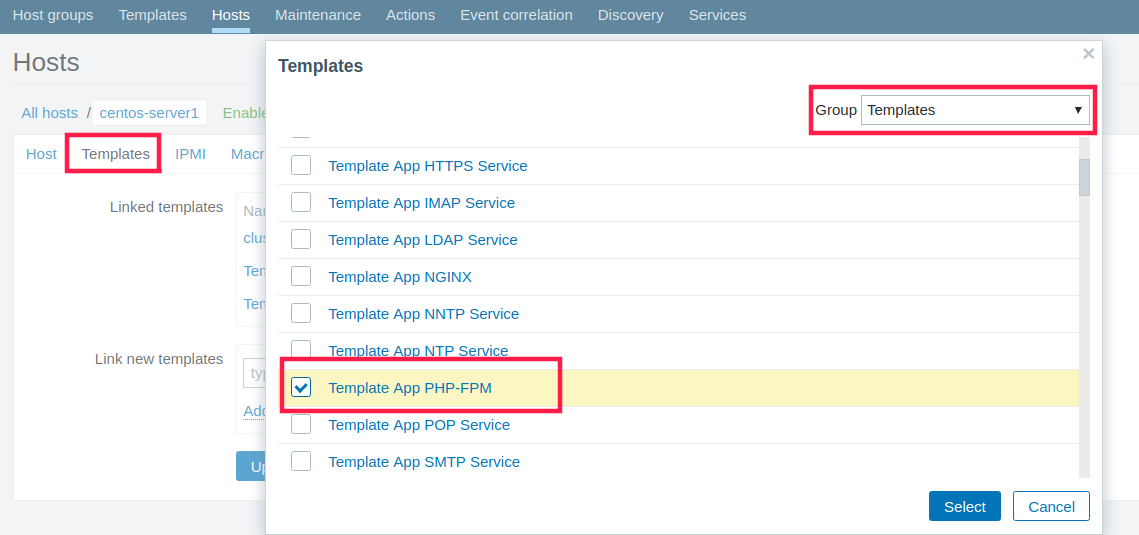 Host groups Templates Hosts Maintenance Actions Event correlation Discovery Services
Hosts
Templates
×
All hosts / centos-server1 Enable
Group Templates
Host Templates IPMI Macr
Template App HTTPS Service
Linked templates
Template App IMAP Service
clus
Template App LDAP Service
Tem
Template App NGINX
Tem
Template App NNTP Service
Link new templates
Template App NTP Service
typ
Template App PHP-FPM
Add
Template App POP Service
Up
Template App SMTP Service
Select Cancel